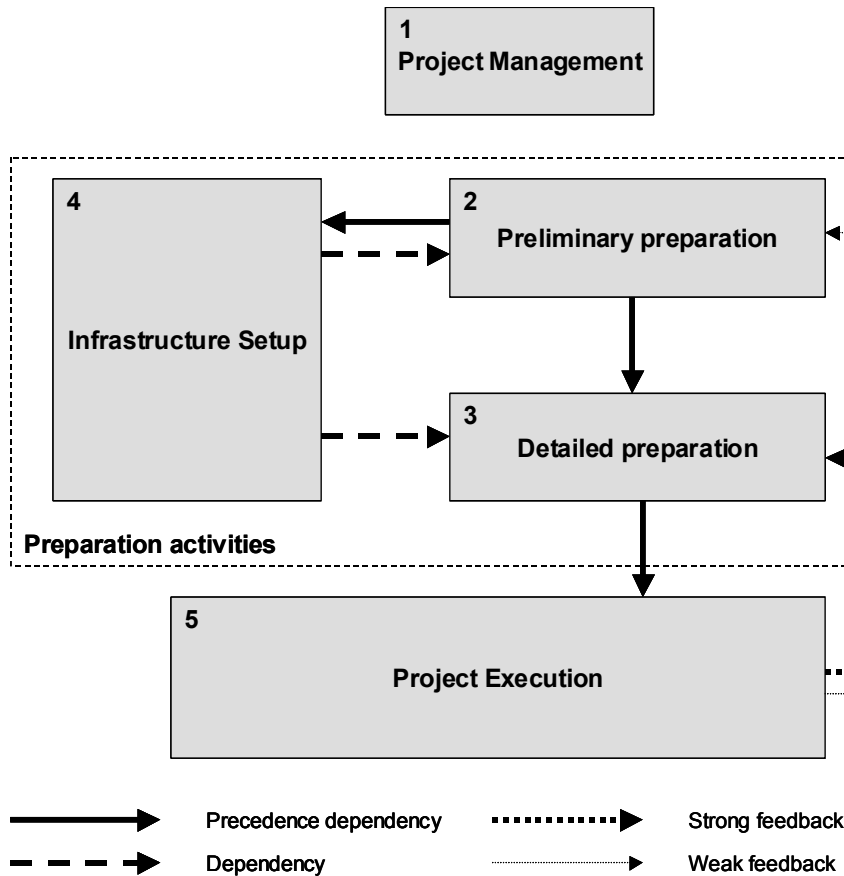 1
Project Management
4
2
Preliminary preparation
Infrastructure Setup
3
Detailed preparation
Preparation activities
5
Project Execution
Precedence dependency
Strong feedback
Dependency
Weak feedback